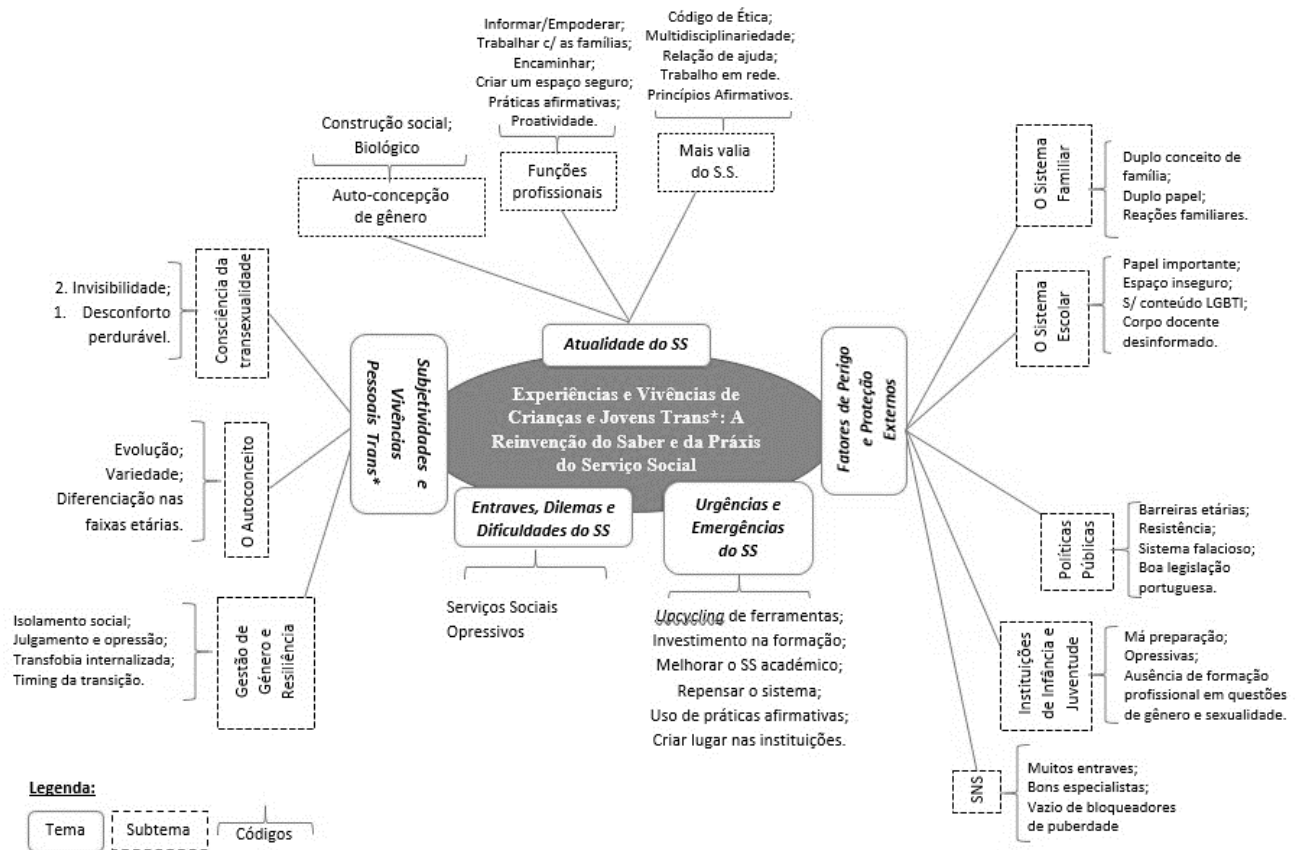 Informar/Empoderar;
Trabalhar c/ as famílias;
Encaminhar;
Criar um espaço seguro;
Práticas afirmativas;
Proatividade.
Código de Ética;
Multidisciplinariedade;
Relação de ajuda;
Trabalho em rede.
Princípios Afirmativos.
Construção social;
Biológico
Auto-concepção
de gênero
Funções
profissionais
Mais valia
do S.S.
O Sistema
Familiar
Duplo conceito de
família;
Duplo papel;
Reações familiares.
Consciência da
transexualidade
2. Invisibilidade;
1. Desconforto
perdurável.
O Sistema
Escolar
Papel importante;
Espaço inseguro;
S/ conteúdo LGBTI;
Corpo docente
desinformado.
Atualidade do SS
Subjetividades e
Vivências
Pessoais Trans*
Experiências e Vivências de
Crianças e Jovens Trans*: A
Reinvenção do Saber e da Práxis
do Serviço Social
Fatores de Perigo
e Proteção
Externos
Evolução;
Variedade;
Diferenciação nas
faixas etárias.
O Autoconceito
Entraves, Dilemas e
Dificuldades do SS
Urgências e
Emergências
do SS
Políticas
Públicas
Barreiras etárias;
Resistência;
Sistema falacioso;
Boa legislação
portuguesa.
Serviços Sociais
Opressivos
Upcycling de ferramentas;
Investimento na formação;
Melhorar o SS académico;
Repensar o sistema;
Uso de práticas afirmativas;
Criar lugar nas instituições.
Isolamento social;
Julgamento e opressão;
Transfobia internalizada;
Timing da transição.
Gestão de
Género e
Resiliência
Instituições
de Infância e
Juventude
Má preparação;
Opressivas;
Ausência de formação
profissional em questões
de gênero e sexualidade.
SNS
Muitos entraves;
Bons especialistas;
Vazio de bloqueadores
de puberdade
Legenda:
Tema
Subtema
Códigos